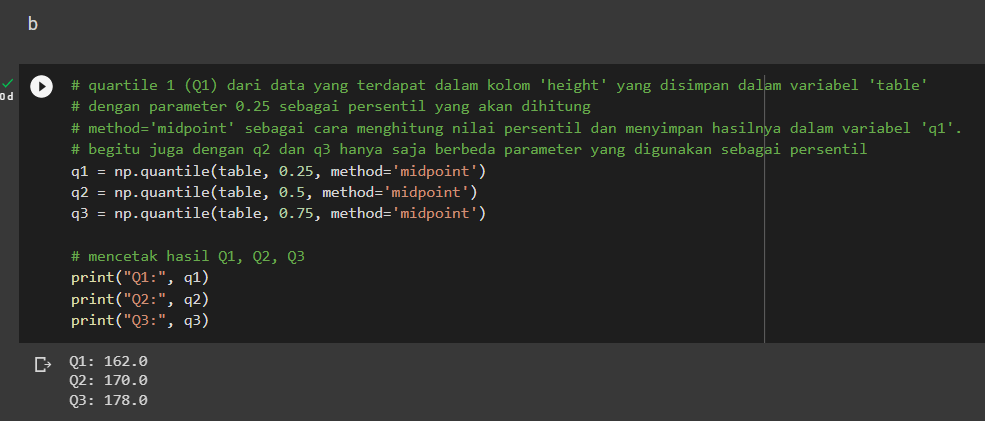 b
# quartile 1 (Q1) dari data yang terdapat dalam kolom 'height' yang disimpan dalam variabel 'table'
0 d
# dengan parameter 0.25 sebagai persentil yang akan dihitung
# method='midpoint' sebagai cara menghitung nilai persentil dan menyimpan hasilnya dalam variabel 'q1'.
# begitu juga dengan q2 dan q3 hanya saja berbeda parameter yang digunakan sebagai persentil
q1 = np.quantile(table, 0.25, method='midpoint')
q2 = np.quantile(table, 0.5, method='midpoint')
q3 = np.quantile(table, 0.75, method='midpoint')
# mencetak hasil Q1, Q2, Q3
print("Q1:", q1)
print("Q2:", q2)
print("Q3:", q3)
Q1: 162.0
Q2: 170.0
Q3: 178.0